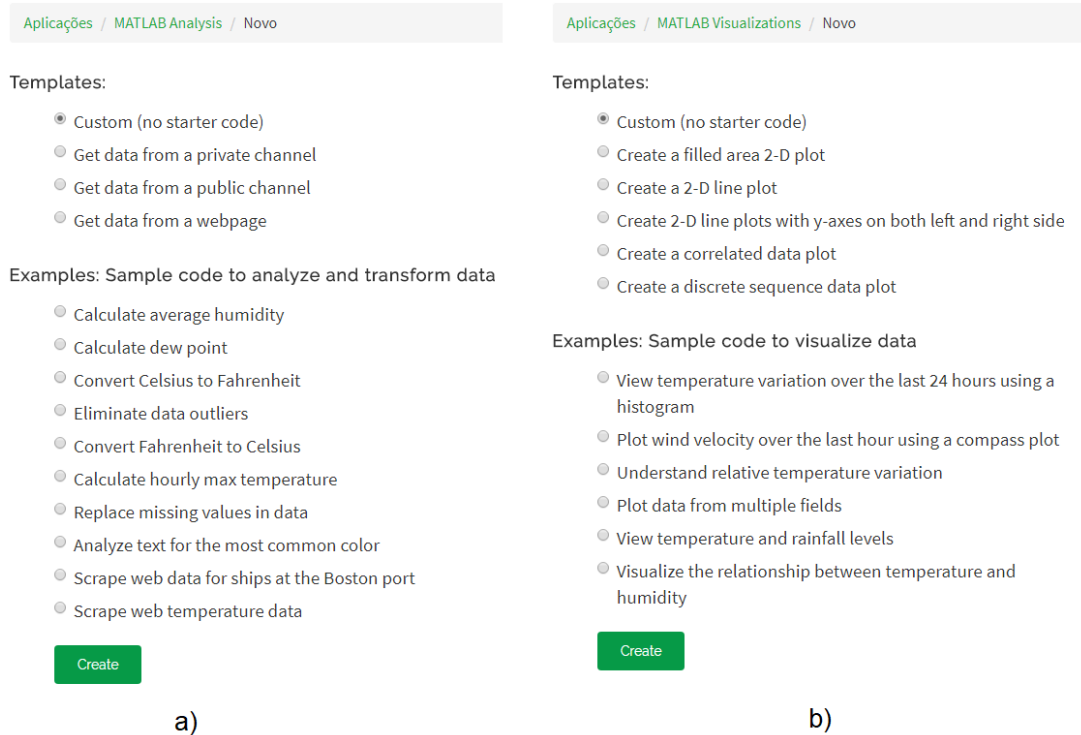 Aplicações / MATLAB Analysis / Novo
Templates:
Custom (no starter code)
Get data from a private channel
Get data from a public channel
Get data from a webpage
Examples: Sample code to analyze and transform data
Calculate average humidity
Calculate dew point
Convert Celsius to Fahrenheit
Eliminate data outliers
Convert Fahrenheit to Celsius
Calculate hourly max temperature
Replace missing values in data
Analyze text for the most common color
Scrape web data for ships at the Boston port
Scrape web temperature data
Create
a)
Aplicações / MATLAB Visualizations / Novo
Templates:
Custom (no starter code)
Create a filled area 2-D plot
Create a 2-D line plot
Create 2-D line plots with y-axes on both left and right side
Create a correlated data plot
Create a discrete sequence data plot
Examples: Sample code to visualize data
View temperature variation over the last 24 hours using a
histogram
Plot wind velocity over the last hour using a compass plot
Understand relative temperature variation
Plot data from multiple fields
View temperature and rainfall levels
Visualize the relationship between temperature and
humidity
Create
b)